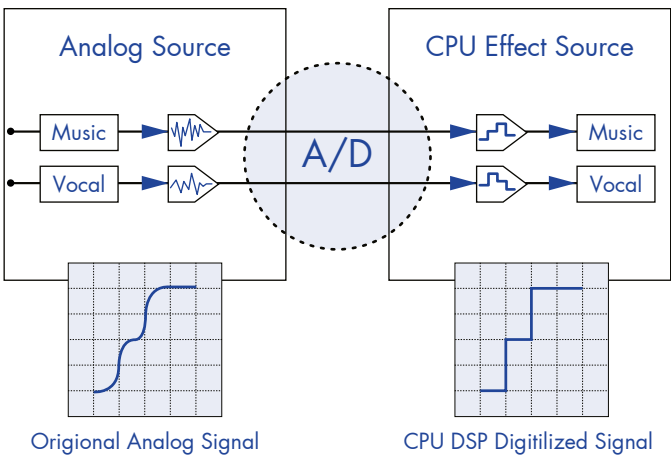 Analog Source
CPU Effect Source
Music
A/D
Music
Vocal
Vocal
Origional Analog Signal
CPU DSP Digitilized Signal